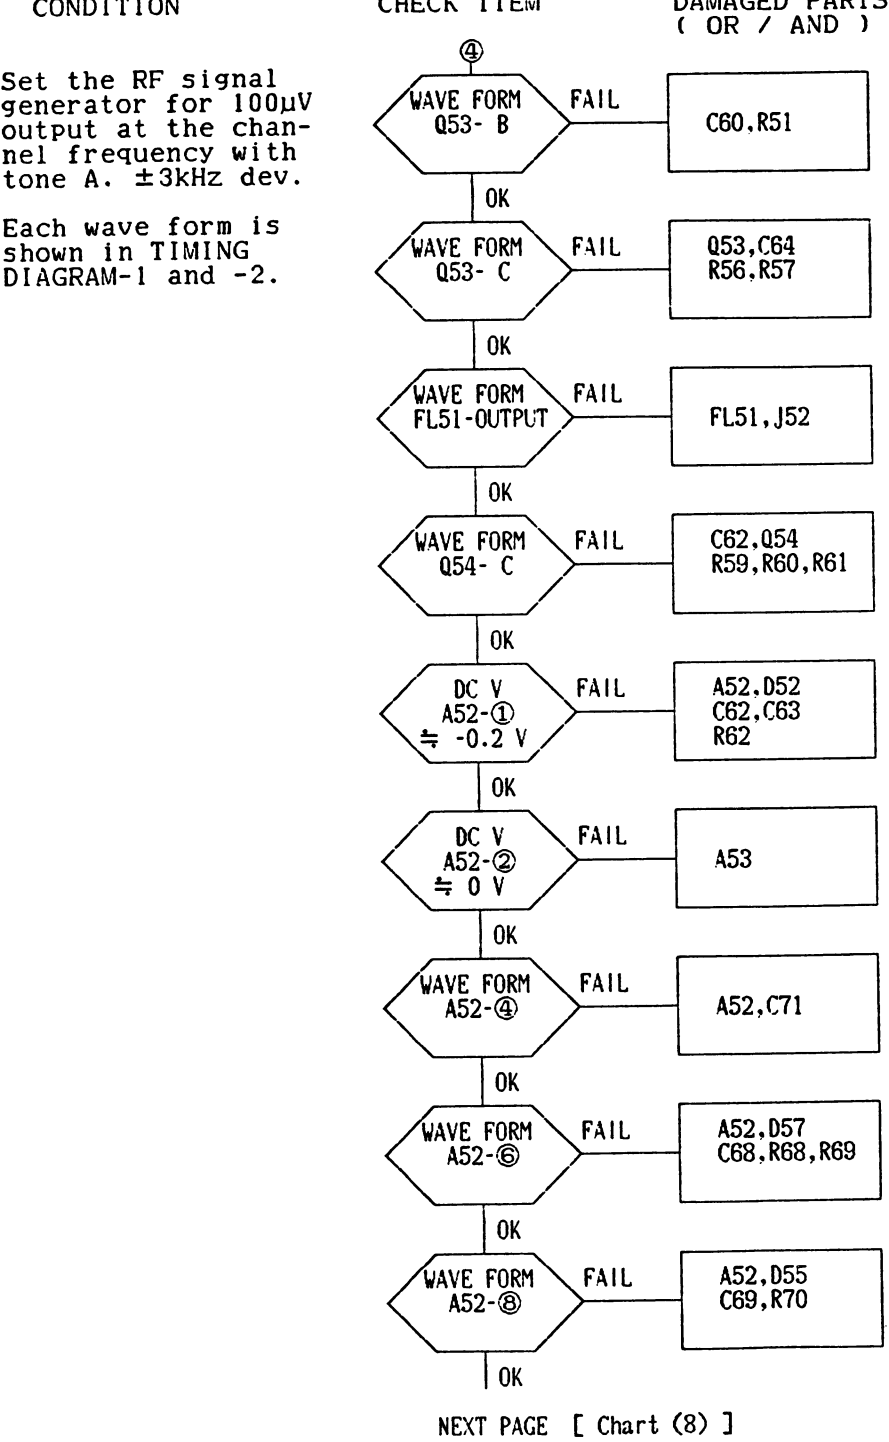 CONDITION
CHECK ITEM
DAMAGED PARTS
( OR / AND )
④
Set the RF signal
generator for 100μV
output at the chan-
nel frequency with
tone A. ±3kHz dev.
Each wave form is
shown in TIMING
DIAGRAM-1 and -2.
WAVE FORM
Q53- B
FAIL
C60,R51
OK
WAVE FORM
Q53- C
FAIL
Q53,C64
R56,R57
OK
WAVE FORM
FL51-OUTPUT
FAIL
FL51,J52
OK
WAVE FORM
Q54- C
FAIL
C62,Q54
R59,R60,R61
OK
DC V
A52-①
≒ -0.2 V
FAIL
A52,D52
C62,C63
R62
OK
DC V
A52-②
≒ 0 V
FAIL
A53
OK
WAVE FORM
A52-④
FAIL
A52,C71
OK
WAVE FORM
A52-⑥
FAIL
A52,D57
C68,R68,R69
OK
WAVE FORM
A52-⑧
FAIL
A52,D55
C69,R70
OK
NEXT PAGE [ Chart (8) ]